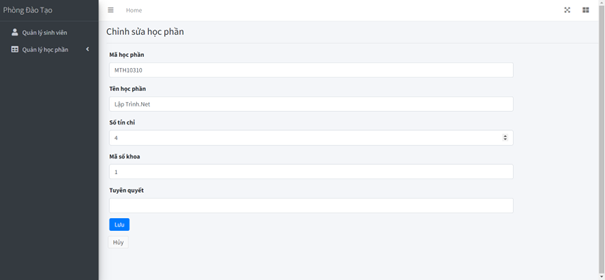 Phòng Đào Tạo
Home
Quản lý sinh viên
Quản lý học phần
Chỉnh sửa học phần
Mã học phần
MTH10310
Tên học phần
Lập Trình.Net
Số tín chỉ
4
Mã số khoa
1
Tuyên quyết
Lưu
Hủy